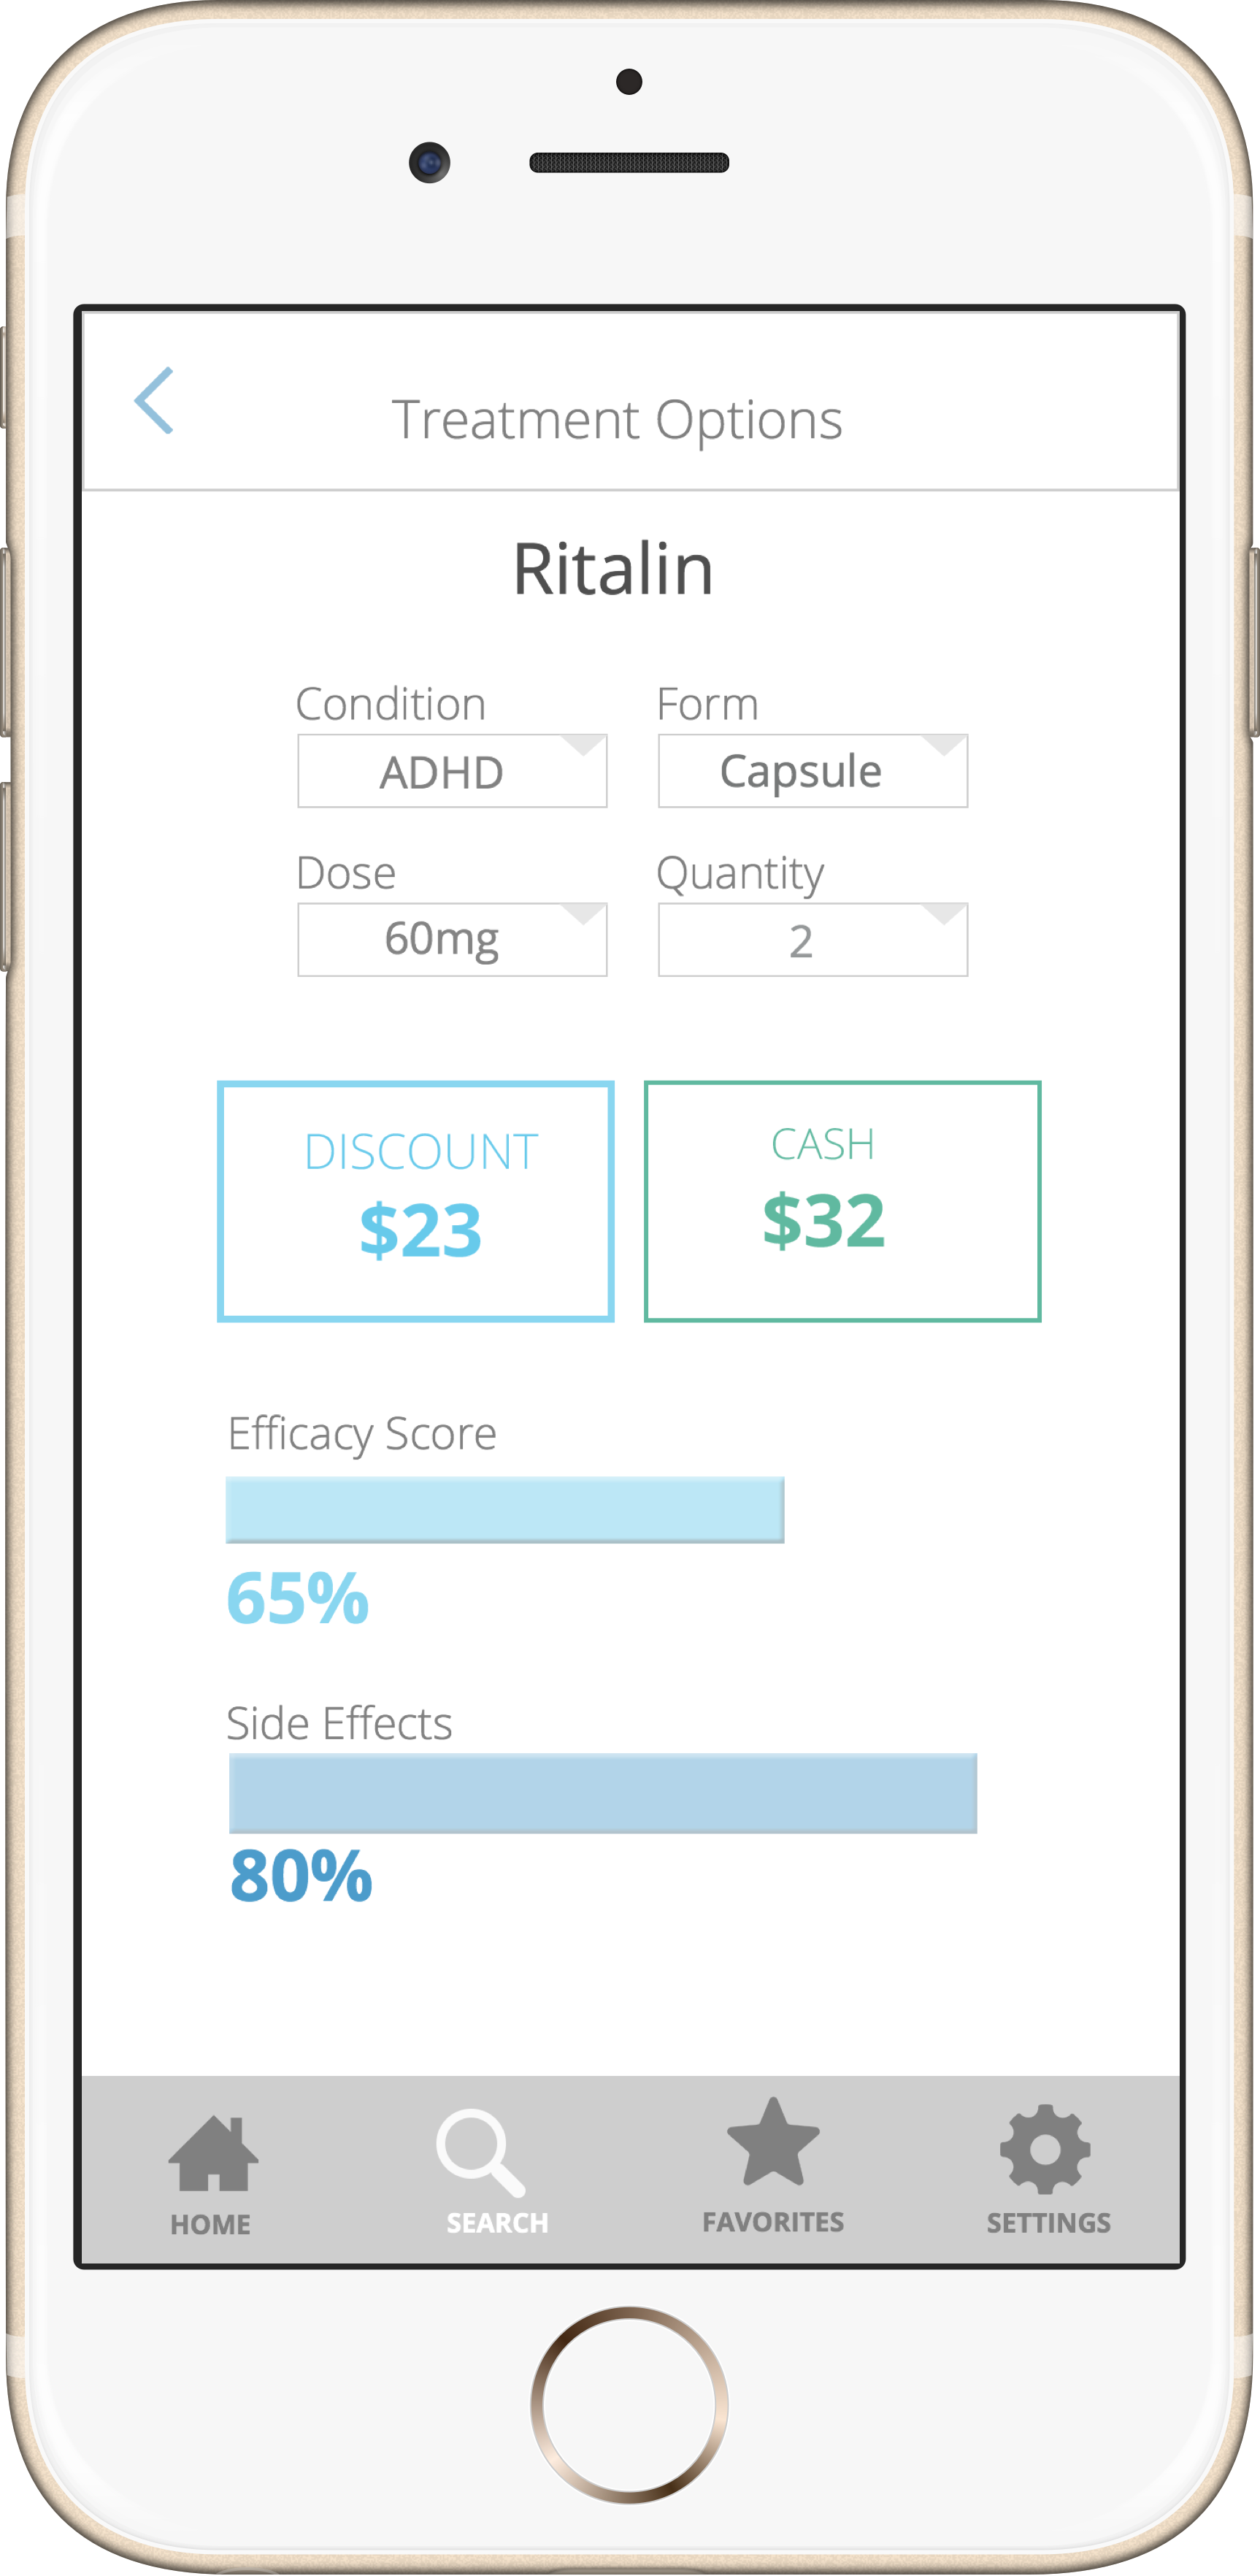 Treatment Options
Ritalin
Condition Form
ADHD Capsule
Dose Quantity
60mg 2
DISCOUNT CASH
$23 $32
Efficacy Score
65%
Side Effects
80%
HOME SEARCH FAVORITES SETTINGS